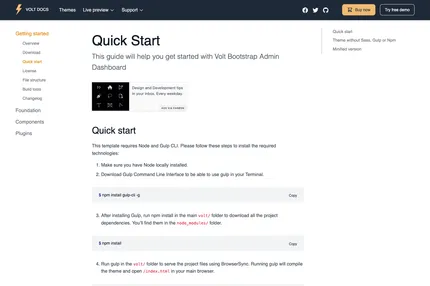 VOLT DOCS
Themes
Live preview
Support
Buy now
Try free demo
Getting started
Overview
Download
Quick start
License
File structure
Build tools
Changelog
Foundation
Components
Plugins
Quick Start
This guide will help you get started with Volt Bootstrap Admin
Dashboard
Design and Development tips
in your inbox. Every weekday.
Quick start
This template requires Node and Gulp CLI. Please follow these steps to install the required
technologies:
1. Make sure you have Node locally installed.
2. Download Gulp Command Line Interface to be able to use gulp in your Terminal.
$ npm install gulp-cli -g
Copy
3. After installing Gulp, run npm install in the main volt/ folder to download all the project
dependencies. You'll find them in the node_modules/ folder.
$ npm install
Copy
4. Run gulp in the volt/ folder to serve the project files using BrowserSync. Running gulp will compile
the theme and open /index.html in your main browser.
Quick start
Theme without Sass, Gulp or Npm
Minified version